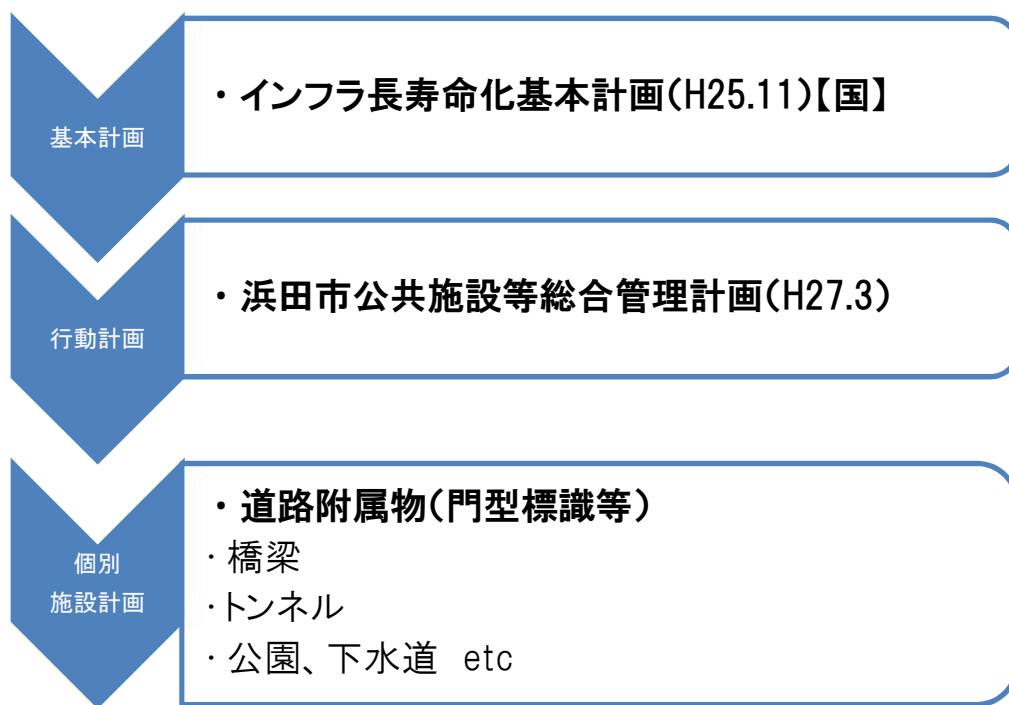 基本計画
・インフラ長寿命化基本計画(H25.11)【国】
行動計画
・浜田市公共施設等総合管理計画(H27.3)
個別
施設計画
・道路附属物(門型標識等)
・橋梁
・トンネル
・公園、下水道 etc